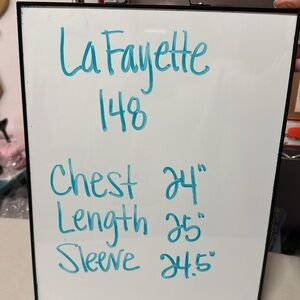 LaFayette
148
Chest 24"
Length 25"
Sleeve 24.5"